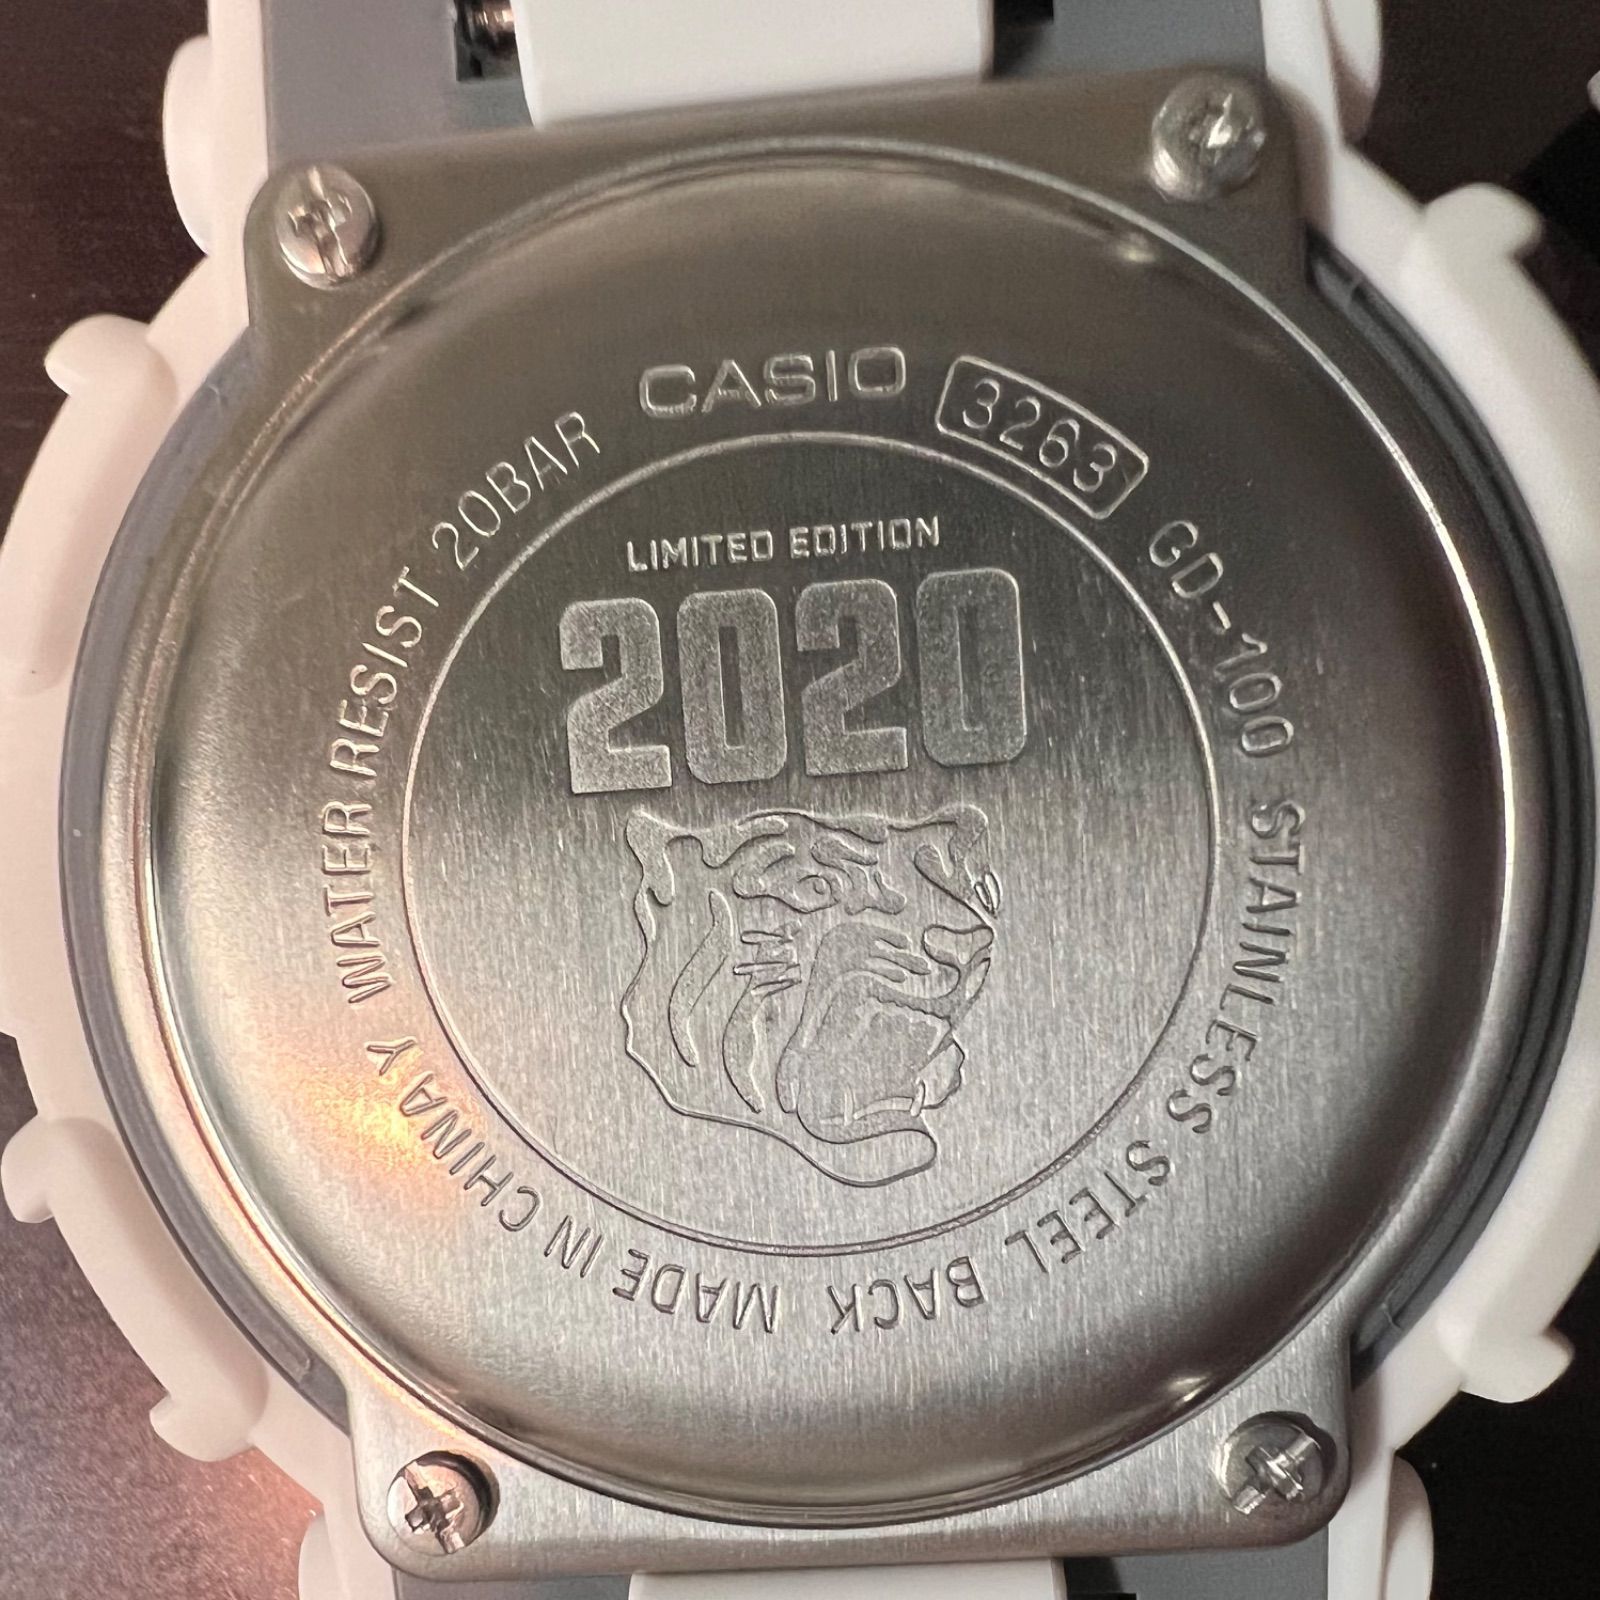 CASIO
3263
GD-100 STAINLESS STEEL BACK MADE IN CHINA Y WATER RESIST 20BAR
LIMITED EDITION
2020